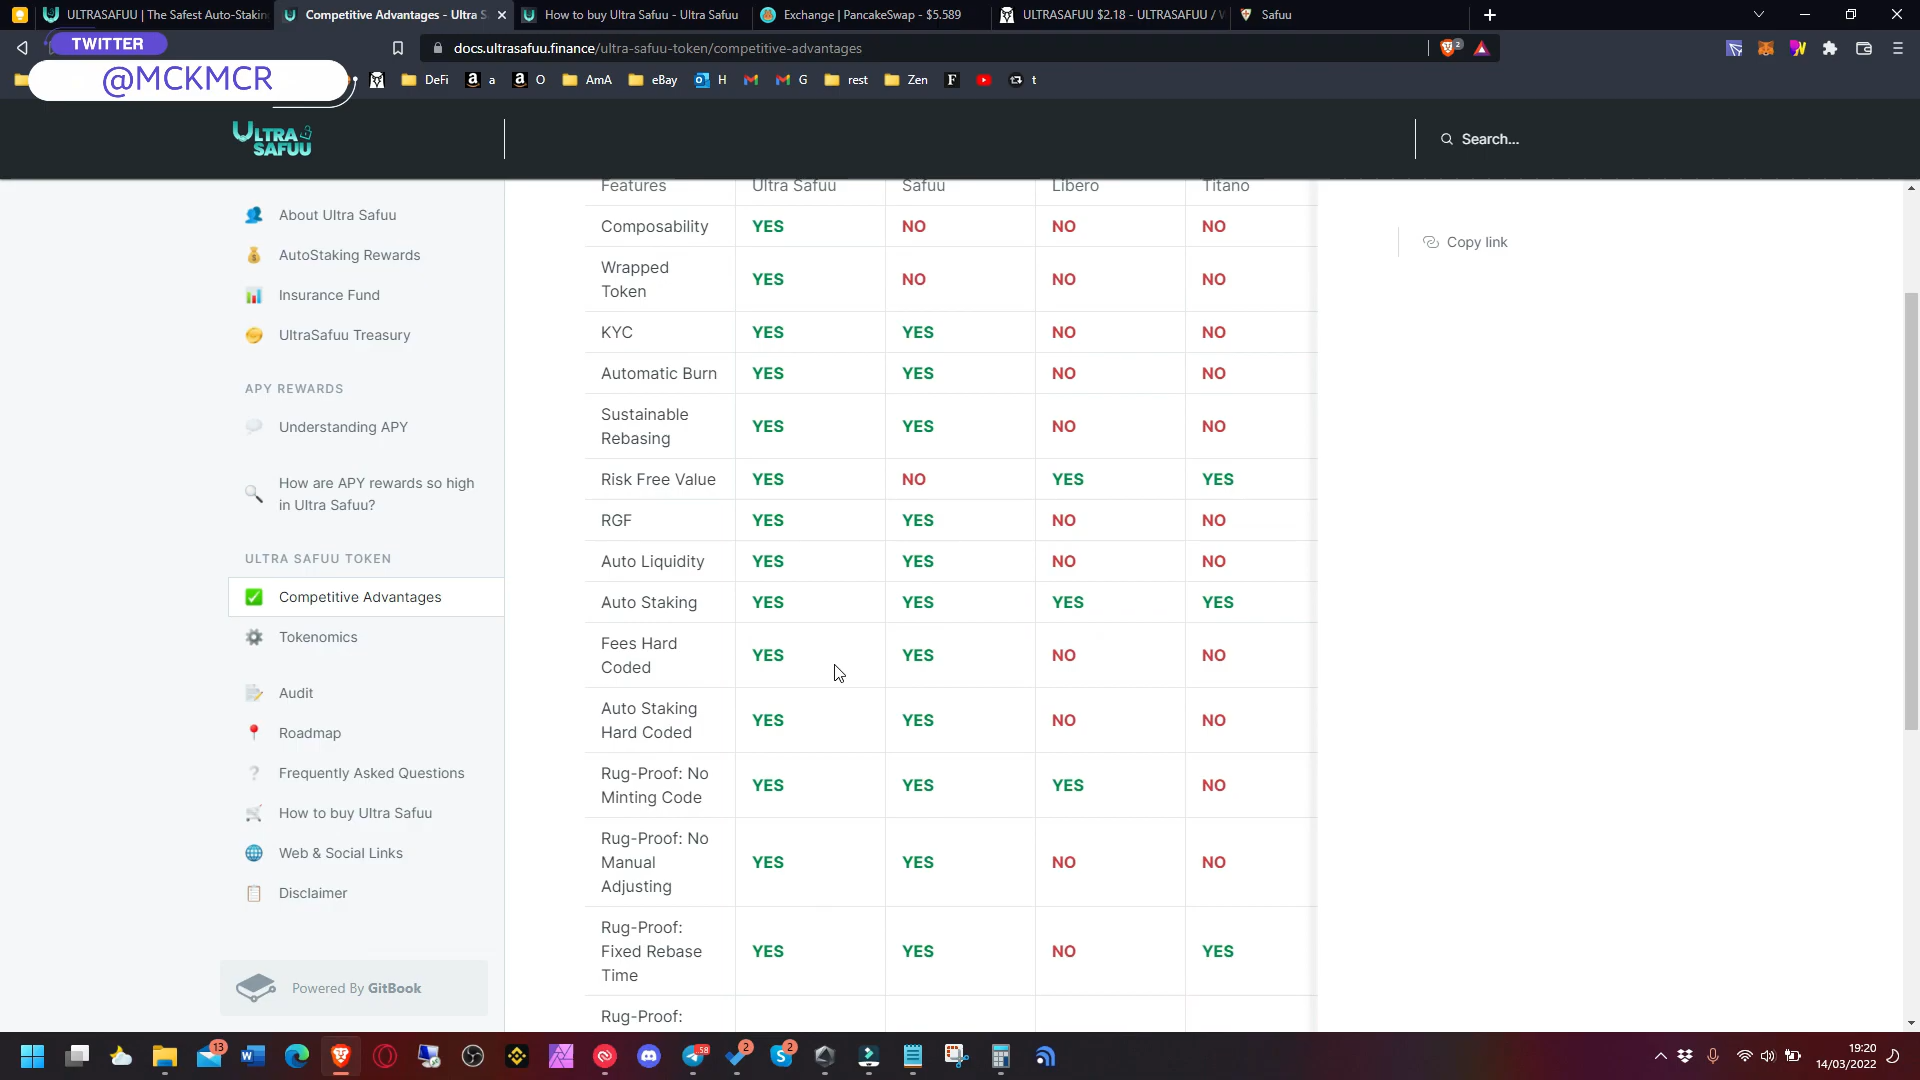 ULTRASAFUU | The Safest Auto-Stakin
Competitive Advantages - Ultra S
How to buy Ultra Safuu - Ultra Safuu
Exchange | PancakeSwap - $5.589
ULTRASAFUU $2.18 - ULTRASAFUU / W
Safuu
TWITTER
@MCKMCR
docs.ultrasafuu.finance/ultra-safuu-token/competitive-advantages
2
DeFi
a
O
AmA
eBay
H
G
rest
Zen
F
t
ULTRA
SAFUU
Search...
About Ultra Safuu
AutoStaking Rewards
Insurance Fund
UltraSafuu Treasury
APY REWARDS
Understanding APY
How are APY rewards so high
in Ultra Safuu?
ULTRA SAFUU TOKEN
Competitive Advantages
Tokenomics
Audit
Roadmap
Frequently Asked Questions
How to buy Ultra Safuu
Web & Social Links
Disclaimer
Powered By GitBook
Features Ultra Safuu Safuu Libero Titano
Composability YES NO NO NO
Wrapped
Token YES NO NO NO
KYC YES YES NO NO
Automatic Burn YES YES NO NO
Sustainable
Rebasing YES YES NO NO
Risk Free Value YES NO YES YES
RGF YES YES NO NO
Auto Liquidity YES YES NO NO
Auto Staking YES YES YES YES
Fees Hard
Coded YES YES NO NO
Auto Staking
Hard Coded YES YES NO NO
Rug-Proof: No
Minting Code YES YES YES NO
Rug-Proof: No
Manual
Adjusting YES YES NO NO
Rug-Proof:
Fixed Rebase
Time YES YES NO YES
Rug-Proof:
Copy link
13
58
2
2
19:20
14/03/2022